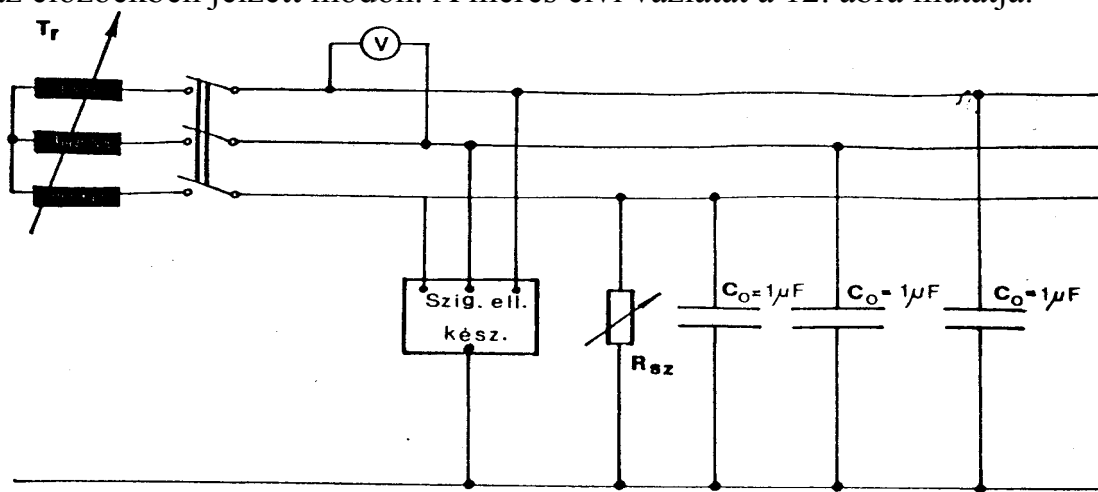 az előzőekben jelzett módon. A mérés elvi vázlatát a 12. ábra mutatja.
Tr
V
Szig. ell.
kész.
Rsz
Co=1µF
Co=1µF
Co=1µF